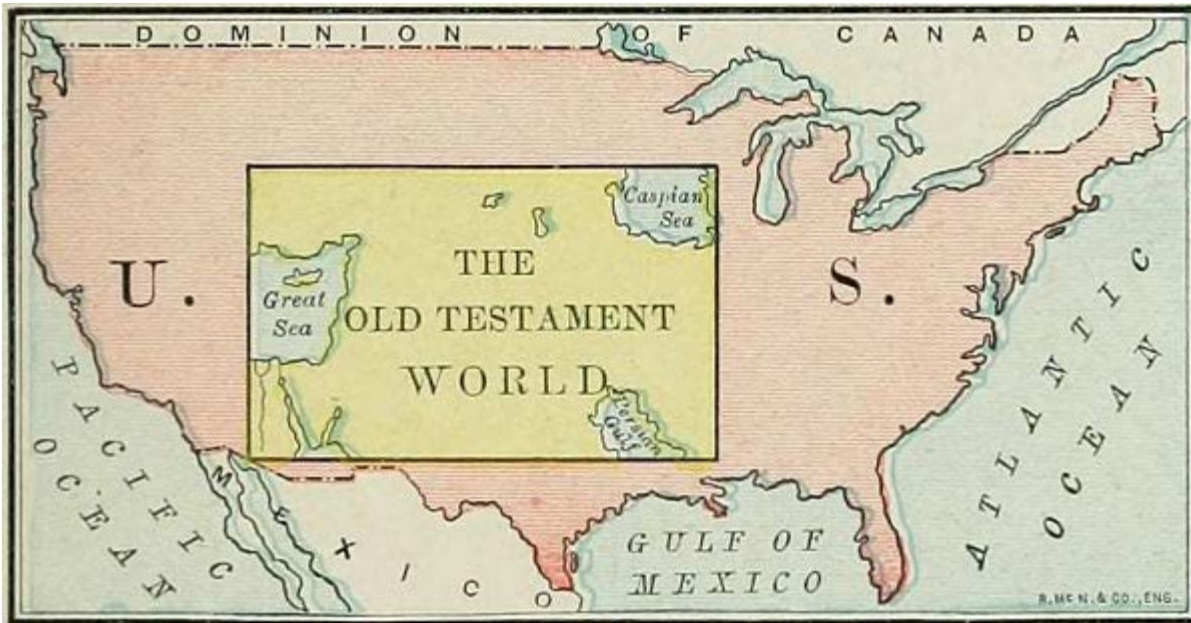 DOMINION OF CANADA
Caspian
Sea
THE
U. S.
Great
Sea
OLD TESTAMENT
WORLD
Persian
Gulf
PACIFIC
OCEAN
ATLANTIC
OCEAN
MEXICO
GULF OF
MEXICO
R. McN. & CO., ENG.